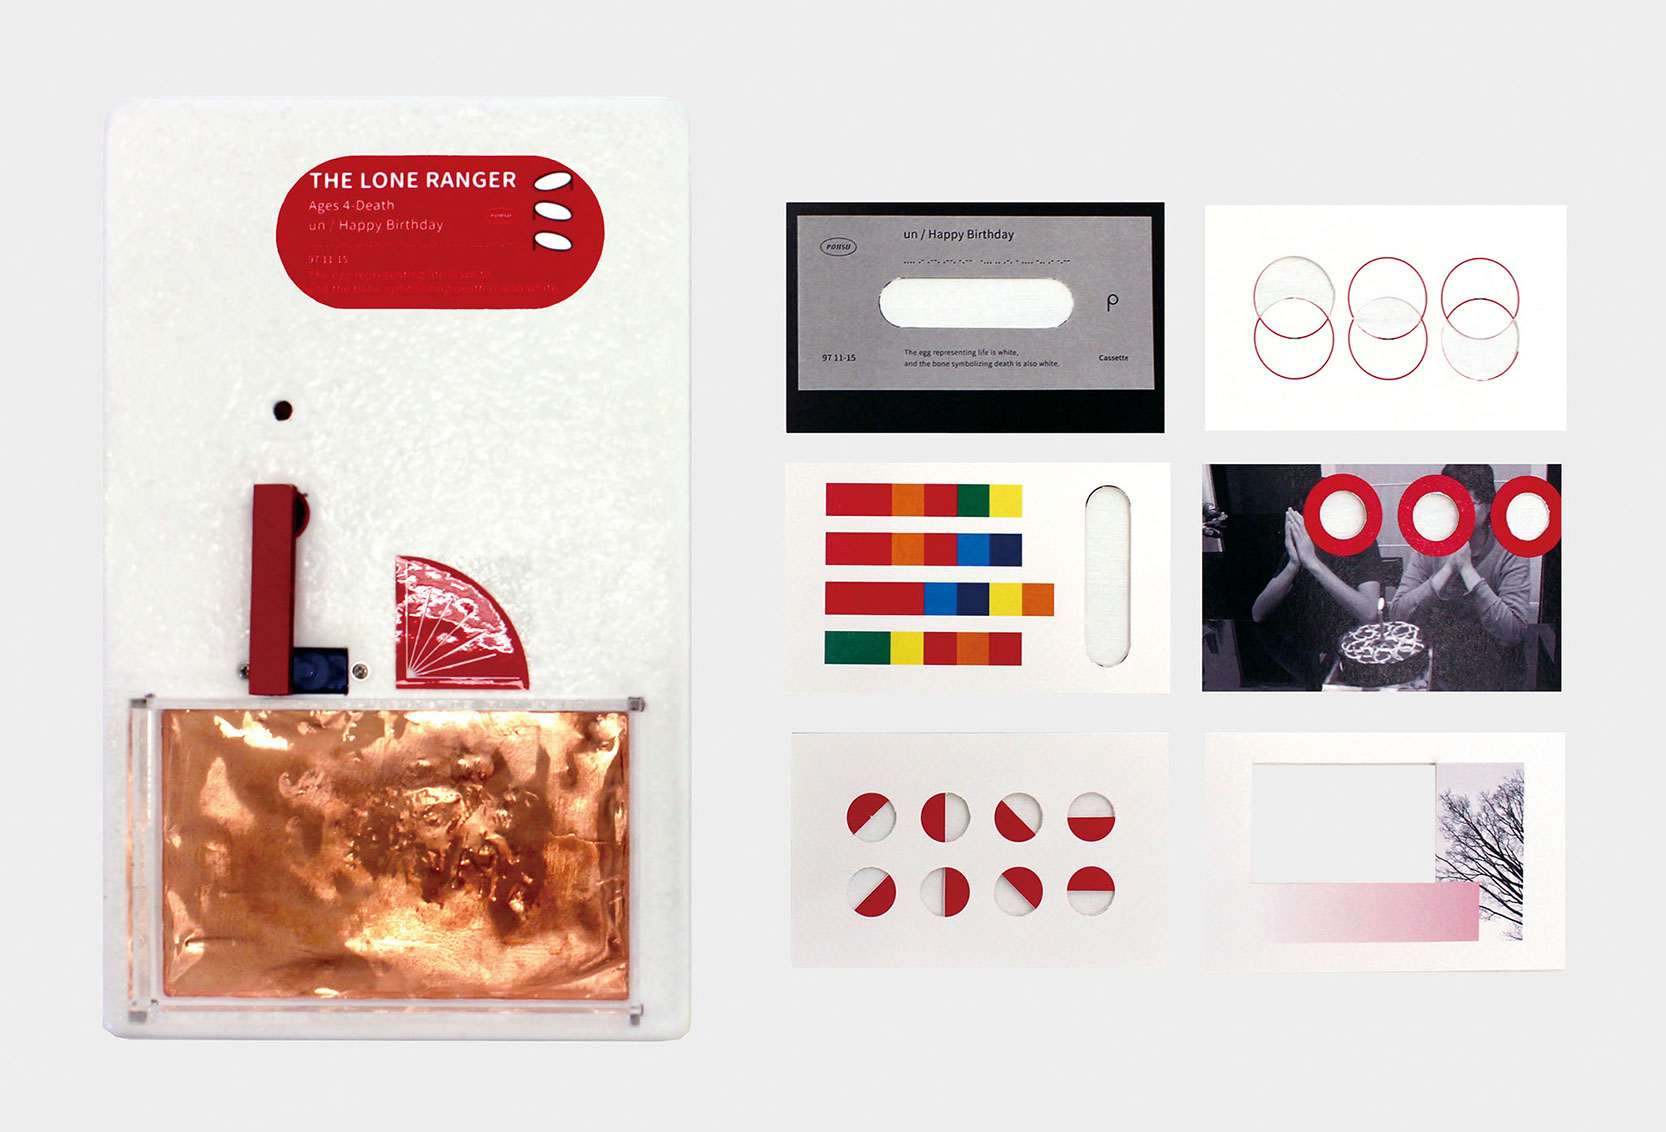 THE LONE RANGER
Ages 4-Death
un / Happy Birthday
POHSU
97 11-15
The egg representing life is white,
and the bone symbolizing death is also white.
un / Happy Birthday
POHSU
.... .- .--. .--. -.-- -... .. .-. - .... -.. .- -.--
ρ
97 11-15
The egg representing life is white,
and the bone symbolizing death is also white.
Cassette